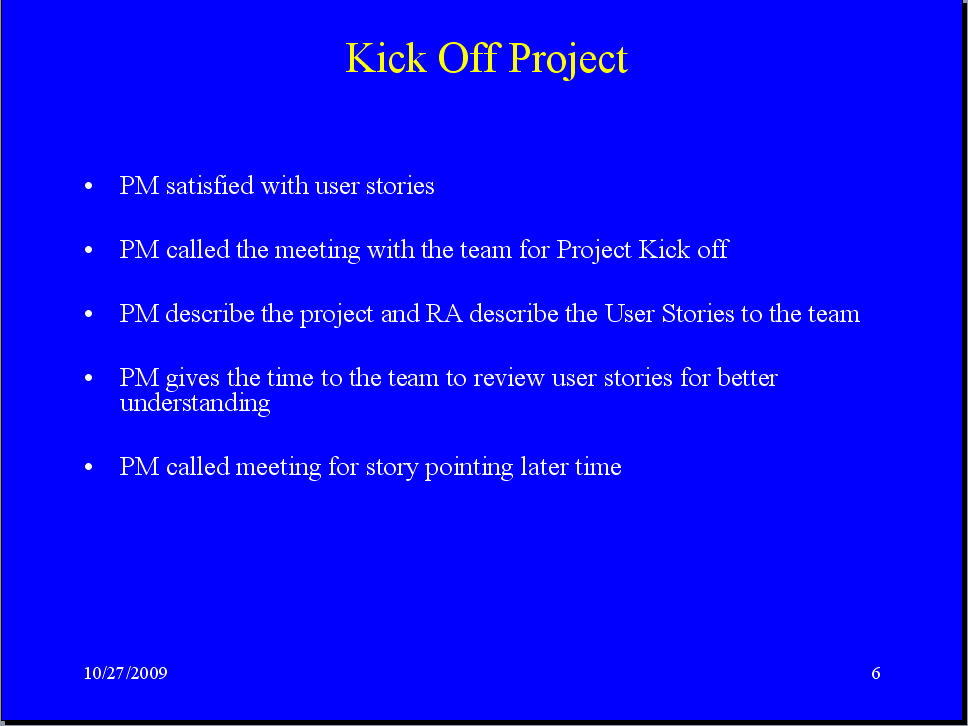 Kick Off Project
• PM satisfied with user stories
• PM called the meeting with the team for Project Kick off
• PM describe the project and RA describe the User Stories to the team
• PM gives the time to the team to review user stories for better
understanding
• PM called meeting for story pointing later time
10/27/2009
6